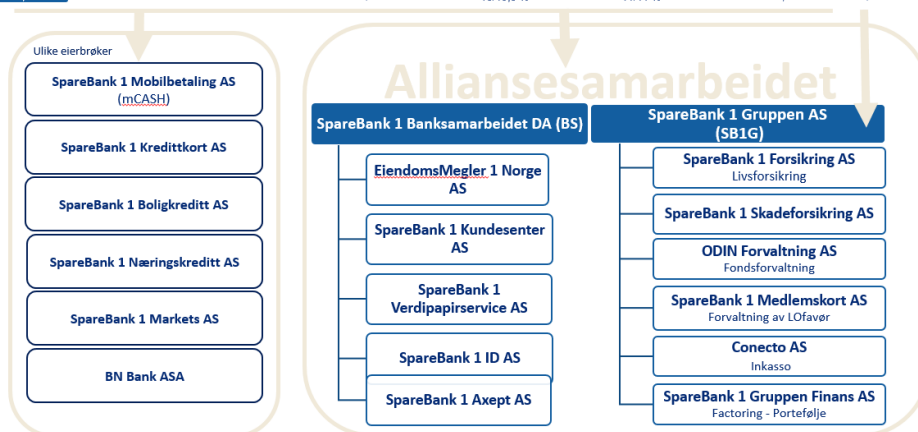 Ulike eierbrøker
SpareBank 1 Mobilbetaling AS
(mCASH)
SpareBank 1 Kredittkort AS
SpareBank 1 Boligkreditt AS
SpareBank 1 Næringskreditt AS
SpareBank 1 Markets AS
BN Bank ASA
Alliansesamarbeidet
SpareBank 1 Banksamarbeidet DA (BS)
EiendomsMegler 1 Norge
AS
SpareBank 1 Kundesenter
AS
SpareBank 1
Verdipapirservice AS
SpareBank 1 ID AS
SpareBank 1 Axept AS
SpareBank 1 Gruppen AS
(SB1G)
SpareBank 1 Forsikring AS
Livsforsikring
SpareBank 1 Skadeforsikring AS
ODIN Forvaltning AS
Fondsforvaltning
SpareBank 1 Medlemskort AS
Forvaltning av LOfavør
Conecto AS
Inkasso
SpareBank 1 Gruppen Finans AS
Factoring - Portefølje